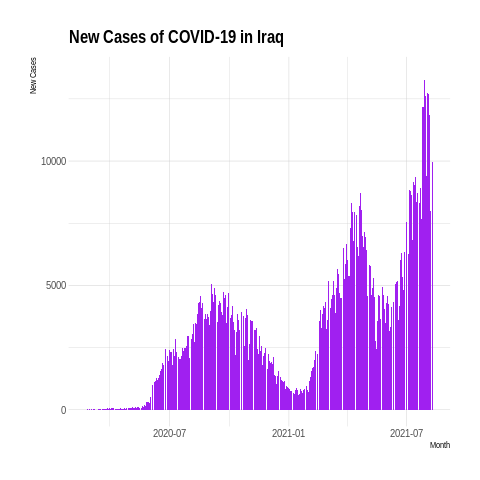 New Cases of COVID-19 in Iraq
New Cases
10000
5000
0
2020-07
2021-01
2021-07
Month